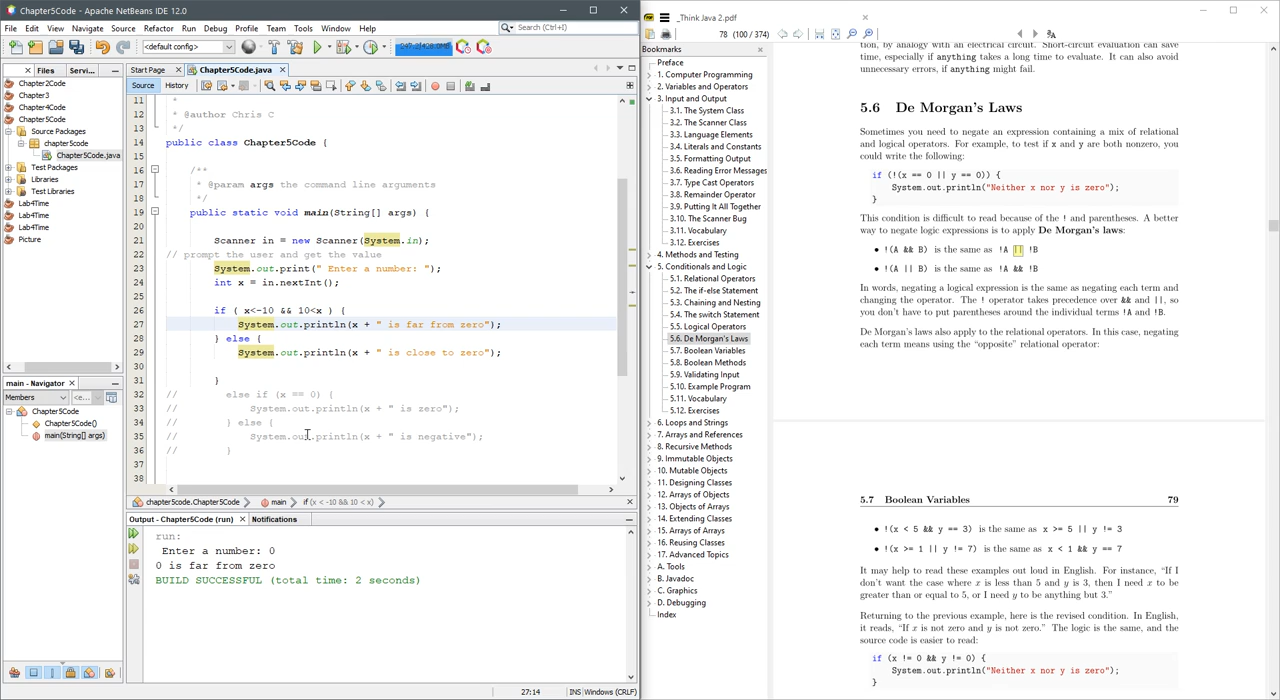 Chapter5Code - Apache NetBeans IDE 12.0
File Edit View Navigate Source Refactor Run Debug Profile Team Tools Window Help
Search (Ctrl+I)
<default config>
Files
Servi...
Chapter2Code
Chapter3
Chapter4Code
Chapter5Code
Source Packages
chapter5code
Chapter5Code.java
Test Packages
Libraries
Test Libraries
Lab4Time
Lab4Time
Lab4Time
Picture
main - Navigator
Members
<e...
Chapter5Code
Chapter5Code()
main(String[] args)
Start Page
Chapter5Code.java
Source History
11 *
12 * @author Chris C
13 */
14 public class Chapter5Code {
15
16 /**
17 * @param args the command line arguments
18 */
19 public static void main(String[] args) {
20
21 Scanner in = new Scanner(System.in);
22 // prompt the user and get the value
23 System.out.print(" Enter a number: ");
24 int x = in.nextInt();
25
26 if ( x<-10 && 10<x ) {
27 System.out.println(x + " is far from zero");
28 } else {
29 System.out.println(x + " is close to zero");
30
31 }
32 // else if (x == 0) {
33 // System.out.println(x + " is zero");
34 // } else {
35 // System.out.println(x + " is negative");
36 // }
37
38
chapter5code.Chapter5Code
main
if (x < -10 && 10 < x)
Output - Chapter5Code (run)
Notifications
run:
Enter a number: 0
0 is far from zero
BUILD SUCCESSFUL (total time: 2 seconds)
27:14
INS
Windows (CRLF)
_Think Java 2.pdf
78 (100 / 374)
Bookmarks
Preface
1. Computer Programming
2. Variables and Operators
3. Input and Output
3.1. The System Class
3.2. The Scanner Class
3.3. Language Elements
3.4. Literals and Constants
3.5. Formatting Output
3.6. Reading Error Messages
3.7. Type Cast Operators
3.8. Remainder Operator
3.9. Putting It All Together
3.10. The Scanner Bug
3.11. Vocabulary
3.12. Exercises
4. Methods and Testing
5. Conditionals and Logic
5.1. Relational Operators
5.2. The if-else Statement
5.3. Chaining and Nesting
5.4. The switch Statement
5.5. Logical Operators
5.6. De Morgan's Laws
5.7. Boolean Variables
5.8. Boolean Methods
5.9. Validating Input
5.10. Example Program
5.11. Vocabulary
5.12. Exercises
6. Loops and Strings
7. Arrays and References
8. Recursive Methods
9. Immutable Objects
10. Mutable Objects
11. Designing Classes
12. Arrays of Objects
13. Objects of Arrays
14. Extending Classes
15. Arrays of Arrays
16. Reusing Classes
17. Advanced Topics
A. Tools
B. Javadoc
C. Graphics
D. Debugging
Index
tion, by analogy with an electrical circuit. Short-circuit evaluation can save
time, especially if anything takes a long time to evaluate. It can also avoid
unnecessary errors, if anything might fail.
5.6 De Morgan's Laws
Sometimes you need to negate an expression containing a mix of relational
and logical operators. For example, to test if x and y are both nonzero, you
could write the following:
if (!(x == 0 || y == 0)) {
System.out.println("Neither x nor y is zero");
}
This condition is difficult to read because of the ! and parentheses. A better
way to negate logic expressions is to apply De Morgan's laws:
• !(A && B) is the same as !A || !B
• !(A || B) is the same as !A && !B
In words, negating a logical expression is the same as negating each term and
changing the operator. The ! operator takes precedence over && and ||, so
you don't have to put parentheses around the individual terms !A and !B.
De Morgan's laws also apply to the relational operators. In this case, negating
each term means using the "opposite" relational operator:
5.7 Boolean Variables 79
• !(x < 5 && y == 3) is the same as x >= 5 || y != 3
• !(x >= 1 || y != 7) is the same as x < 1 && y == 7
It may help to read these examples out loud in English. For instance, "If I
don't want the case where x is less than 5 and y is 3, then I need x to be
greater than or equal to 5, or I need y to be anything but 3."
Returning to the previous example, here is the revised condition. In English,
it reads, "If x is not zero and y is not zero." The logic is the same, and the
source code is easier to read:
if (x != 0 && y != 0) {
System.out.println("Neither x nor y is zero");
}